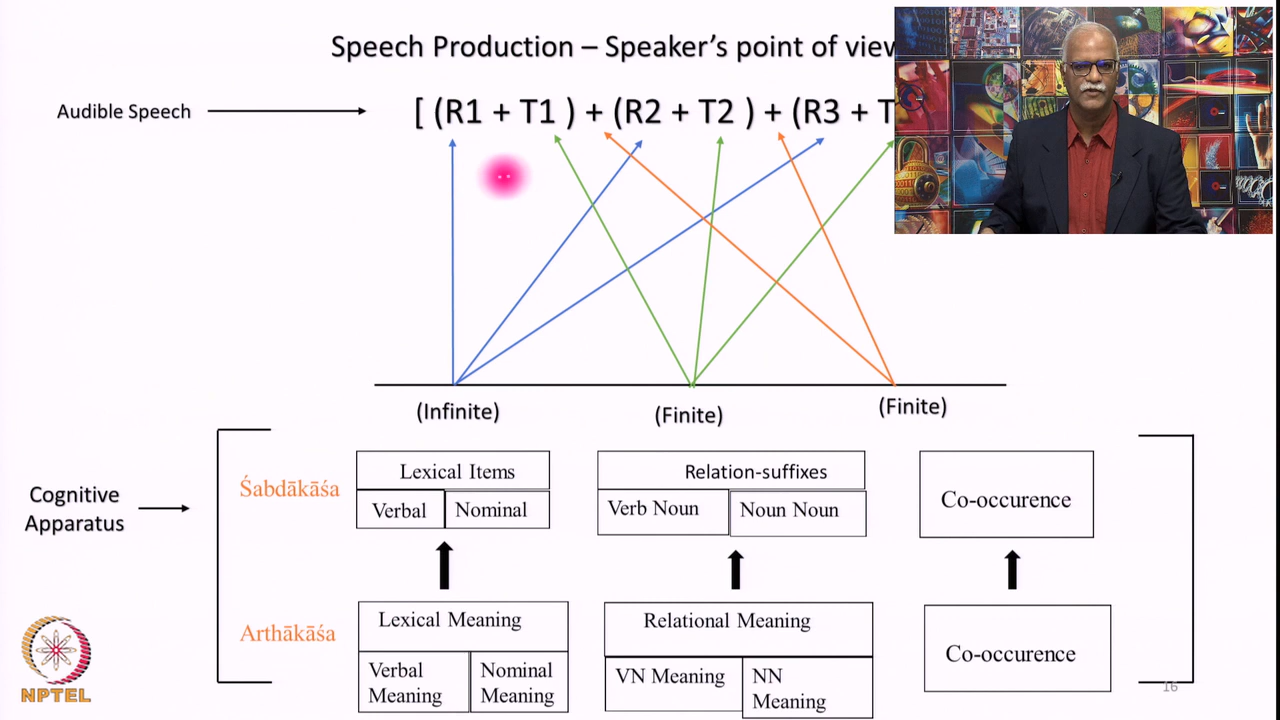 Speech Production – Speaker's point of view
Audible Speech
[ (R1 + T1 ) + (R2 + T2 ) + (R3 + T
(Infinite)
(Finite)
(Finite)
Cognitive
Apparatus
Śabdākāśa
Lexical Items
Verbal
Nominal
Relation-suffixes
Verb Noun
Noun Noun
Co-occurence
Arthākāśa
Lexical Meaning
Verbal
Meaning
Nominal
Meaning
Relational Meaning
VN Meaning
NN
Meaning
Co-occurence
16
NPTEL